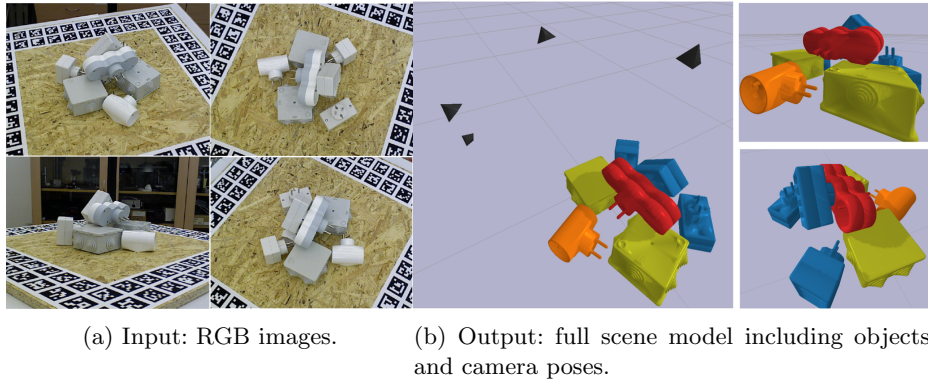 (a) Input: RGB images.
(b) Output: full scene model including objects
and camera poses.